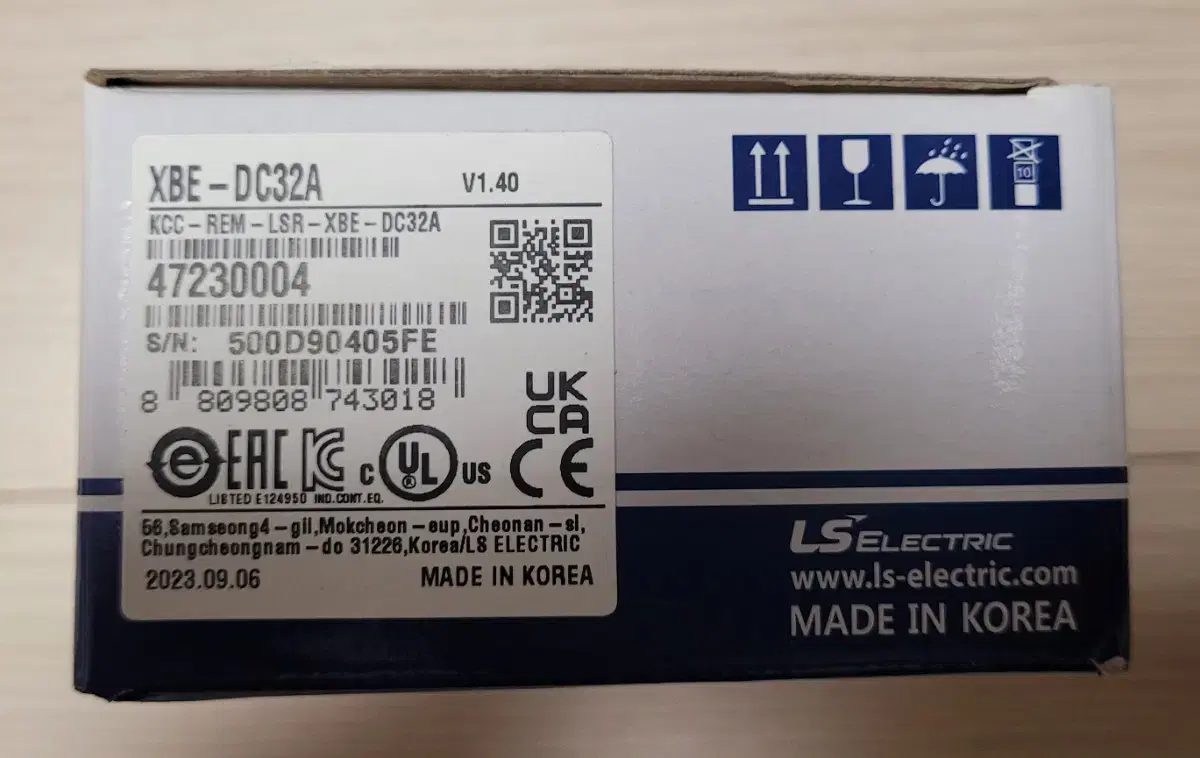 XBE-DC32A V1.40
KCC-REM-LSR-XBE-DC32A
47230004
S/N: 500D90405FE
8 809808 743018
UK
CA
EAC KC c UL US CE
LISTED E124950 IND.CONT.EQ.
56,Samseong4-gil,Mokcheon-eup,Cheonan-si,
Chungcheongnam-do 31226,Korea/LS ELECTRIC
2023.09.06 MADE IN KOREA
10
LS ELECTRIC
www.ls-electric.com
MADE IN KOREA